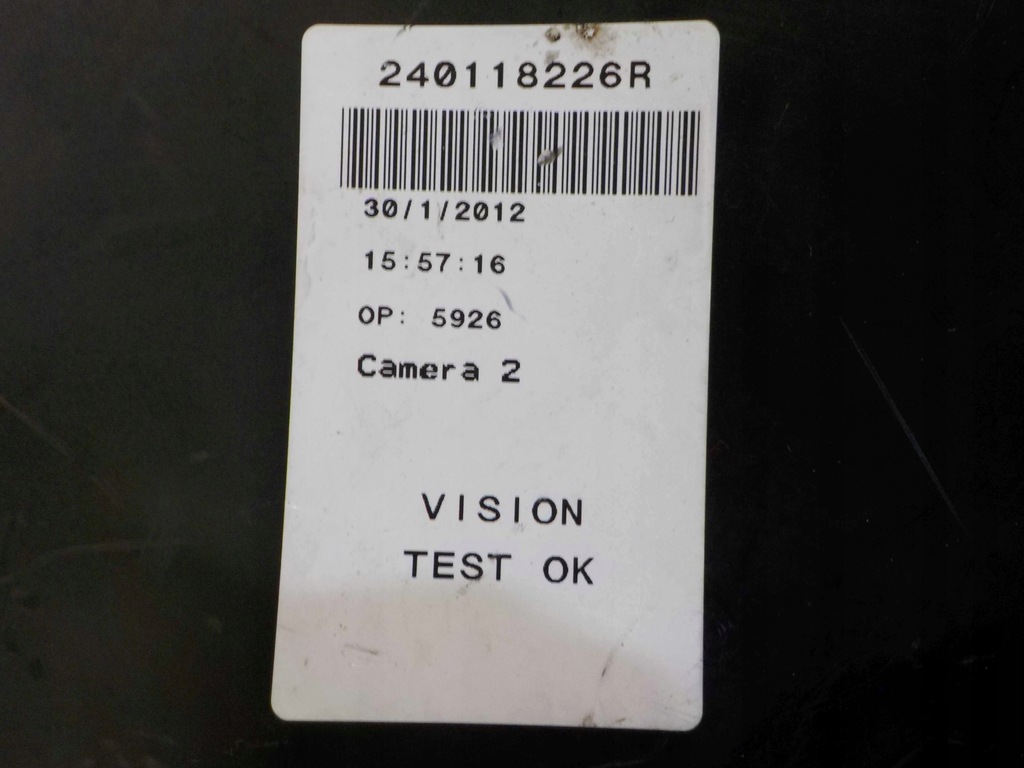 240118226R
30/1/2012
15:57:16
OP: 5926
Camera 2
VISION
TEST OK